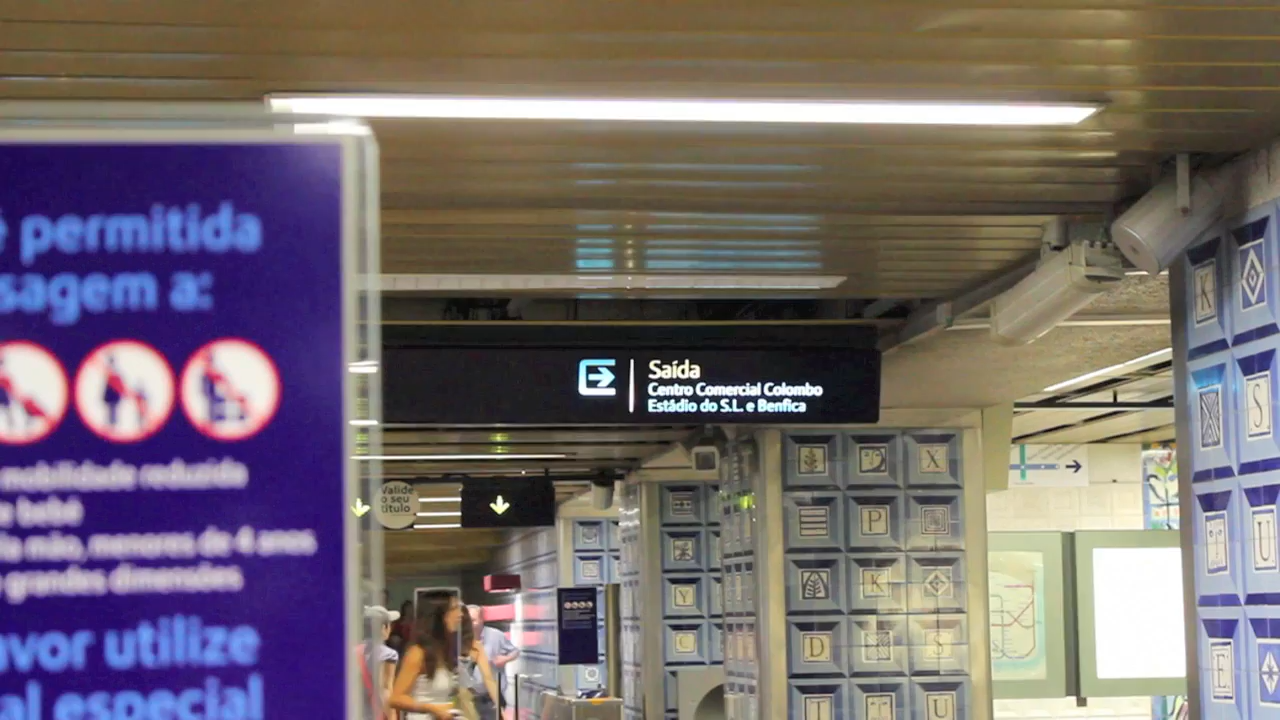 é permitida
sagem a:
mobilidade reduzida
e bebé
la mão, menores de 4 anos
grandes dimensões
avor utilize
al especial
Saída
Centro Comercial Colombo
Estádio do S.L. e Benfica
Valide
o seu
título
K
S
X
P
K
Y
D
K
S
U
E
T
U